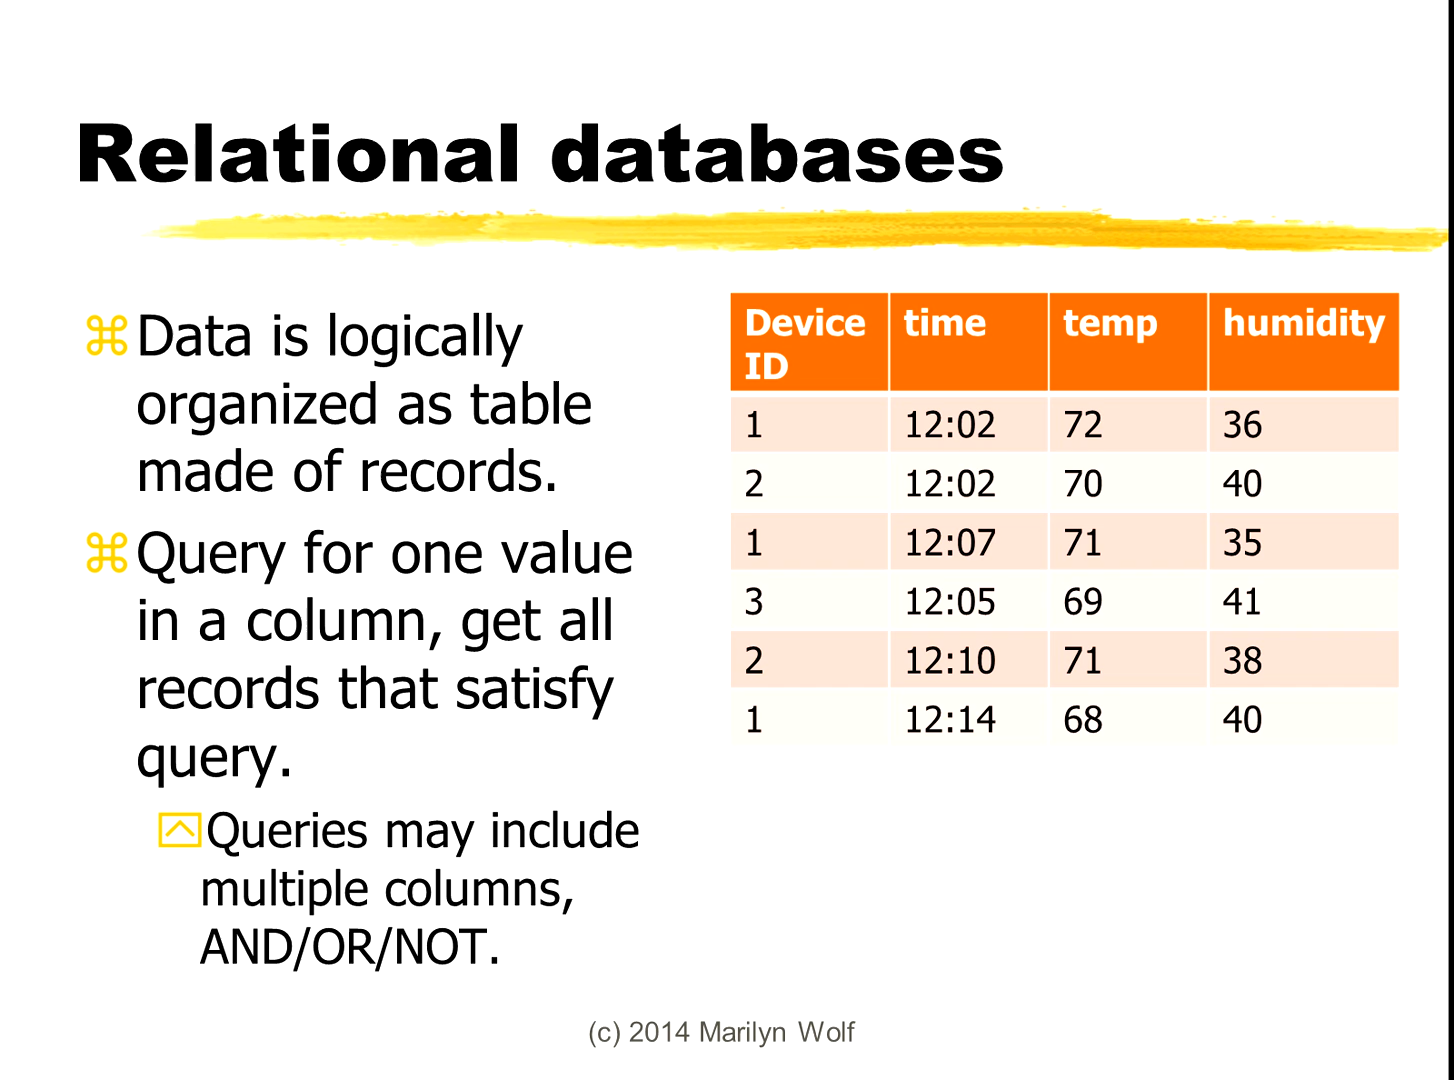 Relational databases
Data is logically
organized as table
made of records.
Query for one value
in a column, get all
records that satisfy
query.
Queries may include
multiple columns,
AND/OR/NOT.
Device ID time temp humidity
1 12:02 72 36
2 12:02 70 40
1 12:07 71 35
3 12:05 69 41
2 12:10 71 38
1 12:14 68 40
(c) 2014 Marilyn Wolf